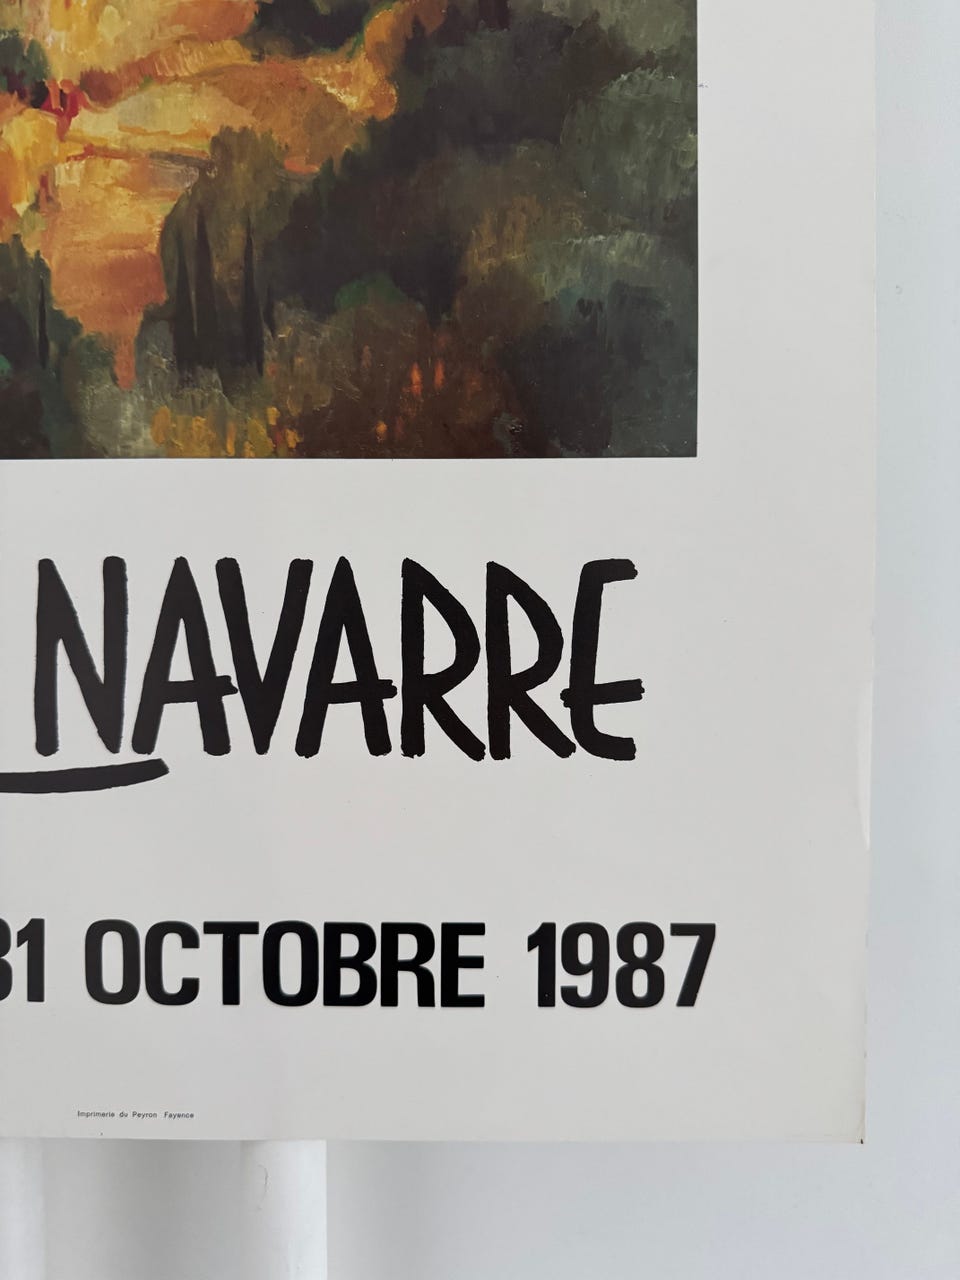 NAVARRE
31 OCTOBRE 1987
Imprimerie du Peyron Fayence